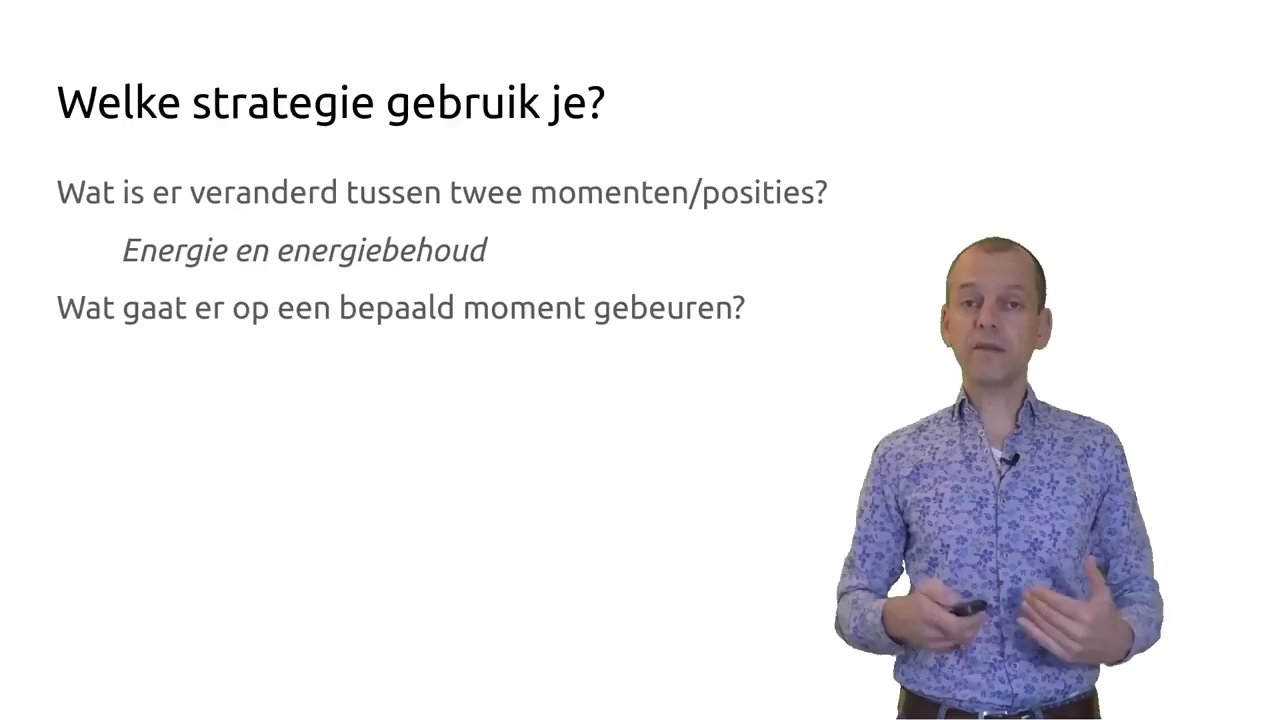 Welke strategie gebruik je?
Wat is er veranderd tussen twee momenten/posities?
Energie en energiebehoud
Wat gaat er op een bepaald moment gebeuren?